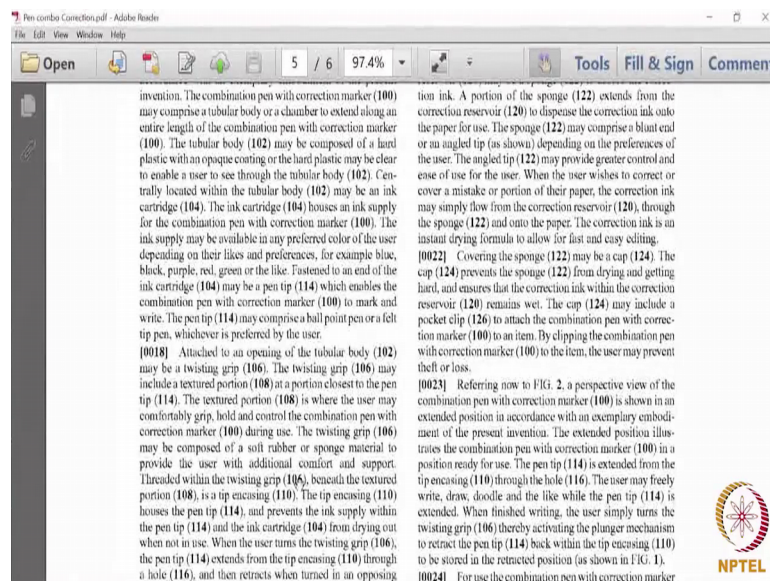 Pen combo Correction.pdf - Adobe Reader
File Edit View Window Help
Open
5 / 6
97.4%
Tools
Fill & Sign
Commen
invention. The combination pen with correction marker (100)
may comprise a tubular body or a chamber to extend along an
entire length of the combination pen with correction marker
(100). The tubular body (102) may be composed of a hard
plastic with an opaque coating or the hard plastic may be clear
to enable a user to see through the tubular body (102). Cen-
trally located within the tubular body (102) may be an ink
cartridge (104). The ink cartridge (104) houses an ink supply
for the combination pen with correction marker (100). The
ink supply may be available in any preferred color of the user
depending on their likes and preferences, for example blue,
black, purple, red, green or the like. Fastened to an end of the
ink cartridge (104) may be a pen tip (114) which enables the
combination pen with correction marker (100) to mark and
write. The pen tip (114) may comprise a ball point pen or a felt
tip pen, whichever is preferred by the user.
[0018] Attached to an opening of the tubular body (102)
may be a twisting grip (106). The twisting grip (106) may
include a textured portion (108) at a portion closest to the pen
tip (114). The textured portion (108) is where the user may
comfortably grip, hold and control the combination pen with
correction marker (100) during use. The twisting grip (106)
may be composed of a soft rubber or sponge material to
provide the user with additional comfort and support.
Threaded within the twisting grip (106), beneath the textured
portion (108), is a tip encasing (110). The tip encasing (110)
houses the pen tip (114), and prevents the ink supply within
the pen tip (114) and the ink cartridge (104) from drying out
when not in use. When the user turns the twisting grip (106),
the pen tip (114) extends from the tip encasing (110) through
a hole (116), and then retracts when turned in an opposing
tion ink. A portion of the sponge (122) extends from the
correction reservoir (120) to dispense the correction ink onto
the paper for use. The sponge (122) may comprise a blunt end
or an angled tip (as shown) depending on the preferences of
the user. The angled tip (122) may provide greater control and
ease of use for the user. When the user wishes to correct or
cover a mistake or portion of their paper, the correction ink
may simply flow from the correction reservoir (120), through
the sponge (122) and onto the paper. The correction ink is an
instant drying formula to allow for fast and easy editing.
[0022] Covering the sponge (122) may be a cap (124). The
cap (124) prevents the sponge (122) from drying and getting
hard, and ensures that the correction ink within the correction
reservoir (120) remains wet. The cap (124) may include a
pocket clip (126) to attach the combination pen with correc-
tion marker (100) to an item. By clipping the combination pen
with correction marker (100) to the item, the user may prevent
theft or loss.
[0023] Referring now to FIG. 2, a perspective view of the
combination pen with correction marker (100) is shown in an
extended position in accordance with an exemplary embodi-
ment of the present invention. The extended position illus-
trates the combination pen with correction marker (100) in a
position ready for use. The pen tip (114) is extended from the
tip encasing (110) through the hole (116). The user may freely
write, draw, doodle and the like while the pen tip (114) is
extended. When finished writing, the user simply turns the
twisting grip (106) thereby activating the plunger mechanism
to retract the pen tip (114) back within the tip encasing (110)
to be stored in the retracted position (as shown in FIG. 1).
[0024] For use the combination pen with correction marker
NPTEL